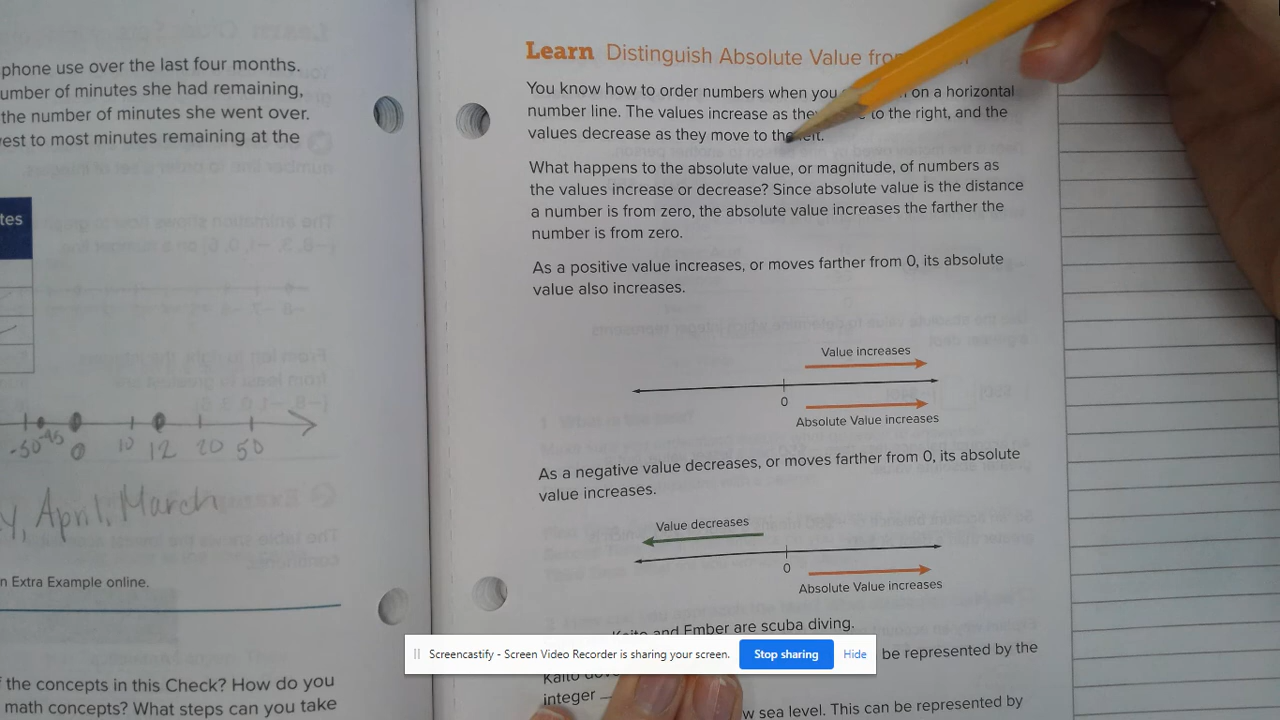 phone use over the last four months.
umber of minutes she had remaining,
the number of minutes she went over.
est to most minutes remaining at the
tes
-50 -45 0 10 12 20 50
y, April, March
n Extra Example online.
the concepts in this Check? How do you
math concepts? What steps can you take
Learn Distinguish Absolute Value from
You know how to order numbers when you on a horizontal
number line. The values increase as they to the right, and the
values decrease as they move to the left.
What happens to the absolute value, or magnitude, of numbers as
the values increase or decrease? Since absolute value is the distance
a number is from zero, the absolute value increases the farther the
number is from zero.
As a positive value increases, or moves farther from 0, its absolute
value also increases.
Value increases
0
Absolute Value increases
As a negative value decreases, or moves farther from 0, its absolute
value increases.
Value decreases
0
Absolute Value increases
Kaito and Ember are scuba diving.
Screencastify - Screen Video Recorder is sharing your screen. Stop sharing Hide
Kaito be represented by the
integer
w sea level. This can be represented by